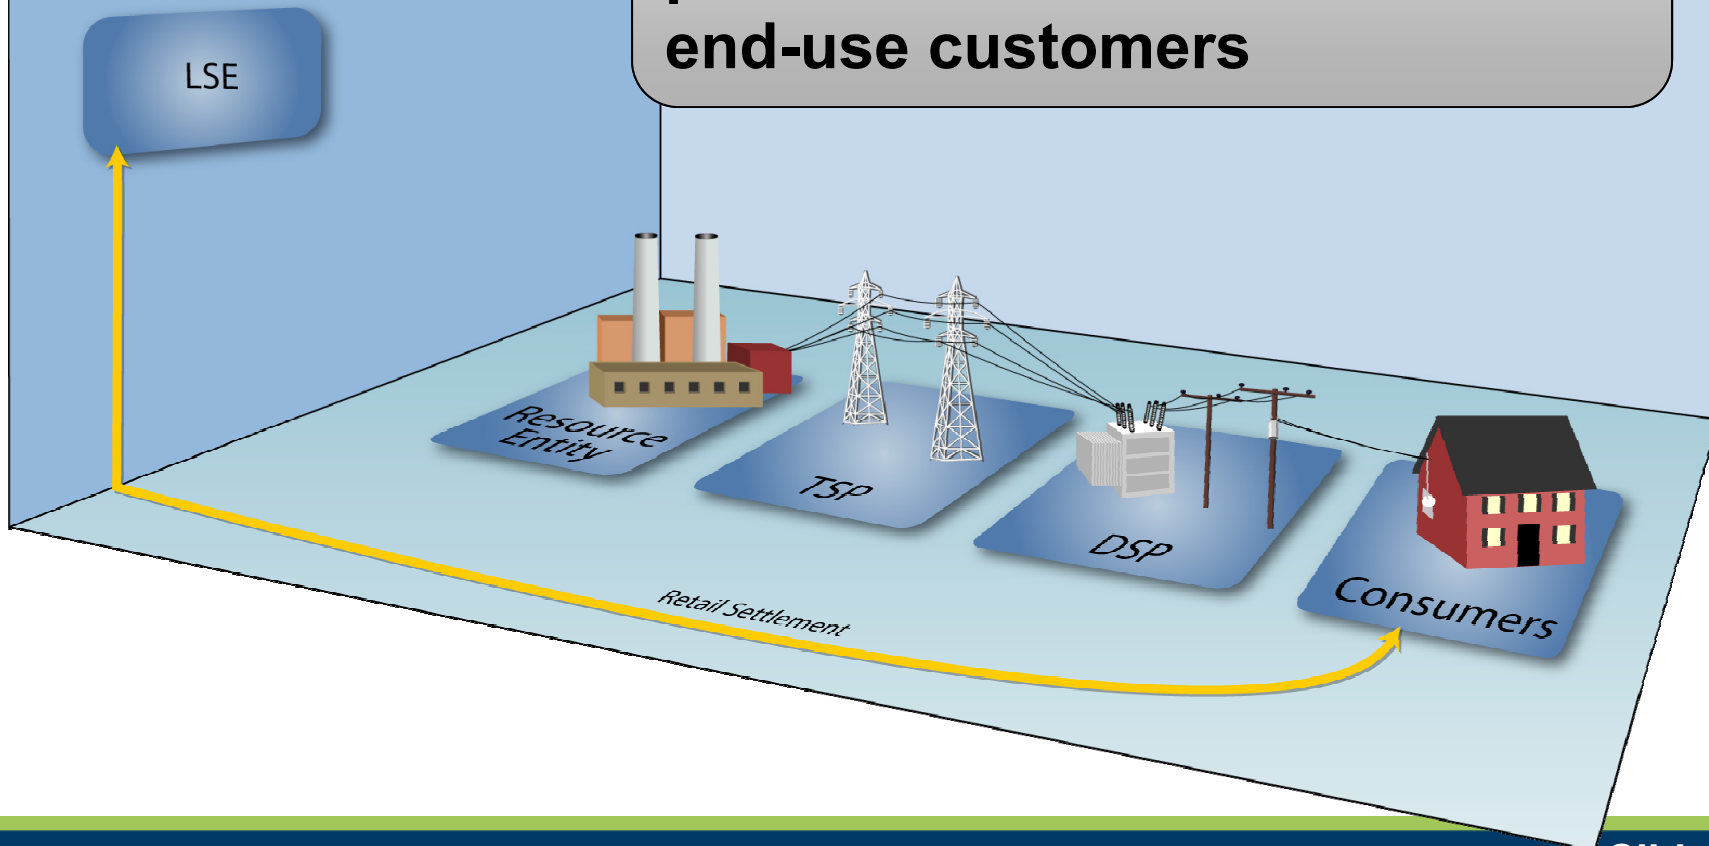 end-use customers
LSE
Resource
Entity
TSP
DSP
Consumers
Retail Settlement